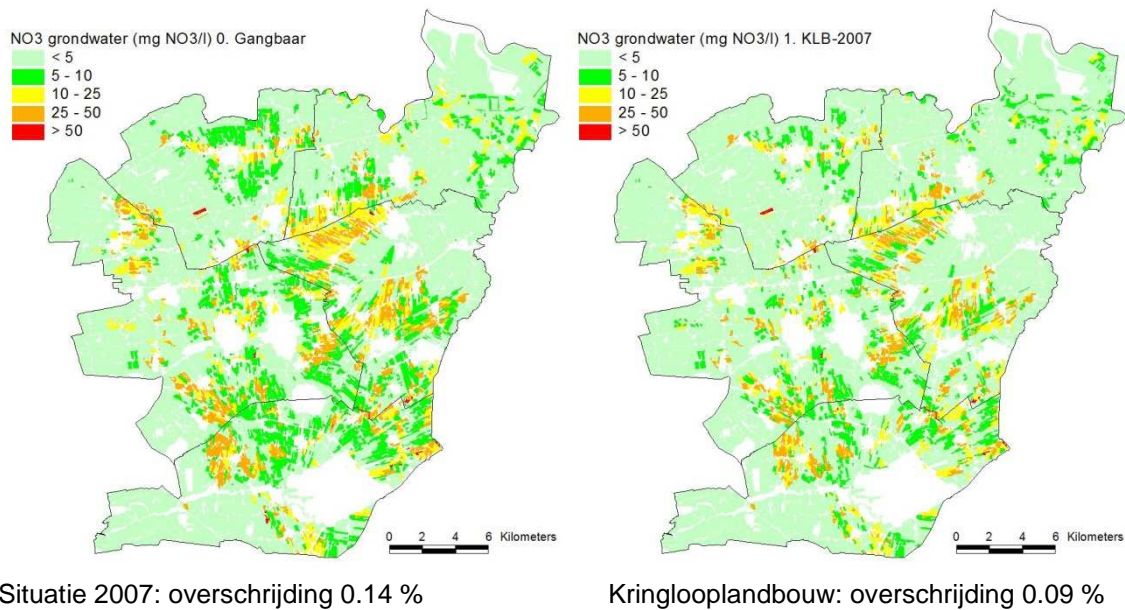 NO3 grondwater (mg NO3/l) 0. Gangbaar
< 5
5 - 10
10 - 25
25 - 50
> 50
0 2 4 6 Kilometers
NO3 grondwater (mg NO3/l) 1. KLB-2007
< 5
5 - 10
10 - 25
25 - 50
> 50
0 2 4 6 Kilometers
Situatie 2007: overschrijding 0.14 %
Kringlooplandbouw: overschrijding 0.09 %